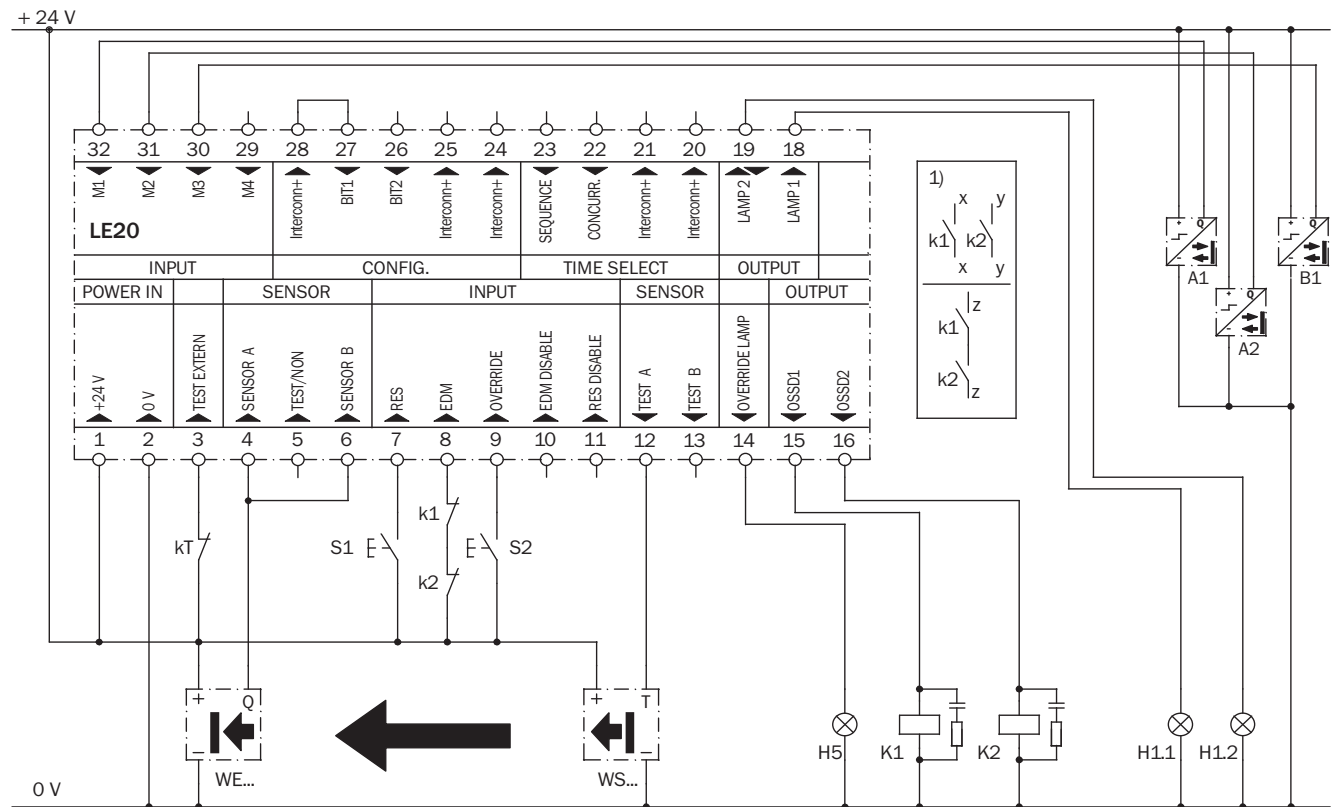 + 24 V
32 31 30 29 28 27 26 25 24 23 22 21 20 19 18
M1 M2 M3 M4 Interconn+ BIT1 BIT2 Interconn+ Interconn+ SEQUENCE CONCURR. Interconn+ Interconn+ LAMP 2 LAMP 1
LE20
INPUT CONFIG. TIME SELECT OUTPUT
POWER IN SENSOR INPUT SENSOR OUTPUT
+24 V 0 V TEST EXTERN SENSOR A TEST/NON SENSOR B RES EDM OVERRIDE EDM DISABLE RES DISABLE TEST A TEST B OVERRIDE LAMP OSSD1 OSSD2
1 2 3 4 5 6 7 8 9 10 11 12 13 14 15 16
1)
x y
k1 k2
x y
z
k1
k2
z
+ Q
-
A1
+ Q
-
B1
+ Q
-
A2
kT S1 k1 S2
k2
+ Q
−
WE...
+ T
−
WS...
H5 K1 K2 H1.1 H1.2
0 V